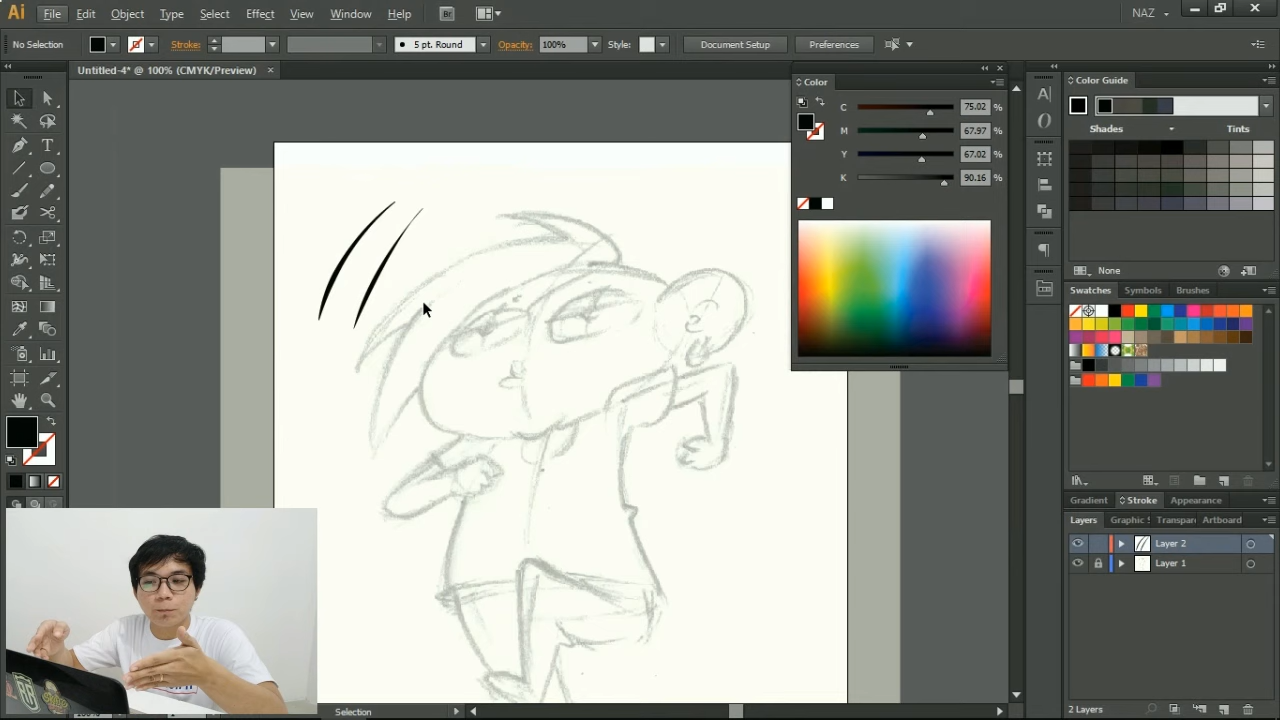 Ai File Edit Object Type Select Effect View Window Help Br NAZ
No Selection Stroke: 5 pt. Round Opacity: 100% Style: Document Setup Preferences
Untitled-4* @ 100% (CMYK/Preview)
Color
C 75.02 %
M 67.97 %
Y 67.02 %
K 90.16 %
Color Guide
Shades Tints
None
Swatches Symbols Brushes
Gradient Stroke Appearance
Layers Graphic Transpar Artboard
Layer 2
Layer 1
2 Layers
Selection